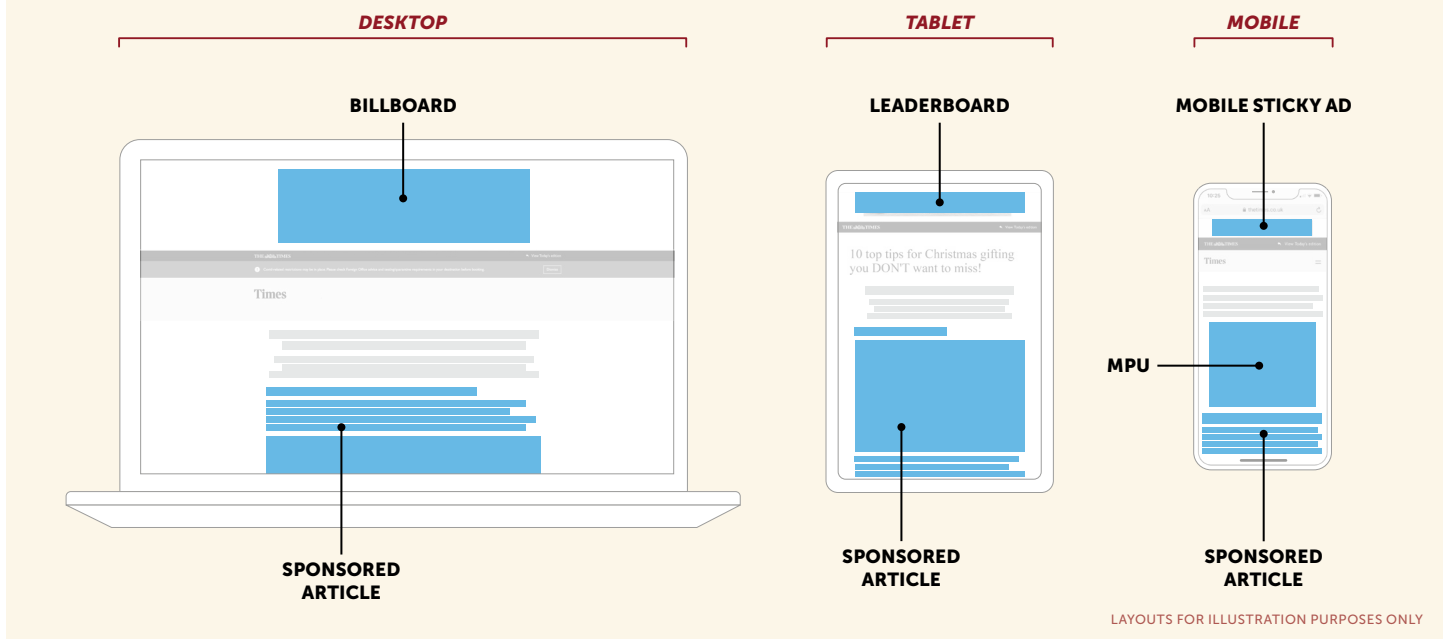 DESKTOP
TABLET
MOBILE
BILLBOARD
LEADERBOARD
MOBILE STICKY AD
10 top tips for Christmas gifting
you DON'T want to miss!
Times
Times
MPU
SPONSORED
ARTICLE
SPONSORED
ARTICLE
SPONSORED
ARTICLE
LAYOUTS FOR ILLUSTRATION PURPOSES ONLY